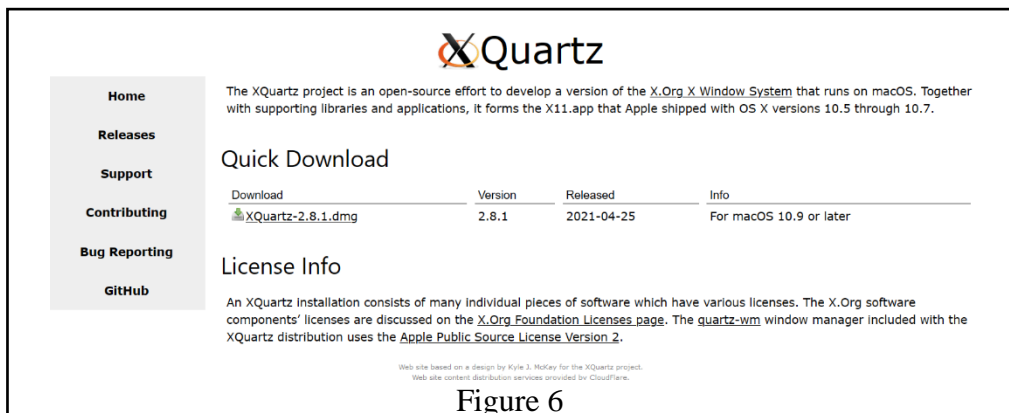 XQuartz
Home
Releases
Support
Contributing
Bug Reporting
GitHub
The XQuartz project is an open-source effort to develop a version of the X.Org X Window System that runs on macOS. Together
with supporting libraries and applications, it forms the X11.app that Apple shipped with OS X versions 10.5 through 10.7.
Quick Download
Download Version Released Info
XQuartz-2.8.1.dmg 2.8.1 2021-04-25 For macOS 10.9 or later
License Info
An XQuartz installation consists of many individual pieces of software which have various licenses. The X.Org software
components' licenses are discussed on the X.Org Foundation Licenses page. The quartz-wm window manager included with the
XQuartz distribution uses the Apple Public Source License Version 2.
Web site based on a design by Kyle J. McKay for the XQuartz project.
Web site content distribution services provided by CloudFlare.
Figure 6